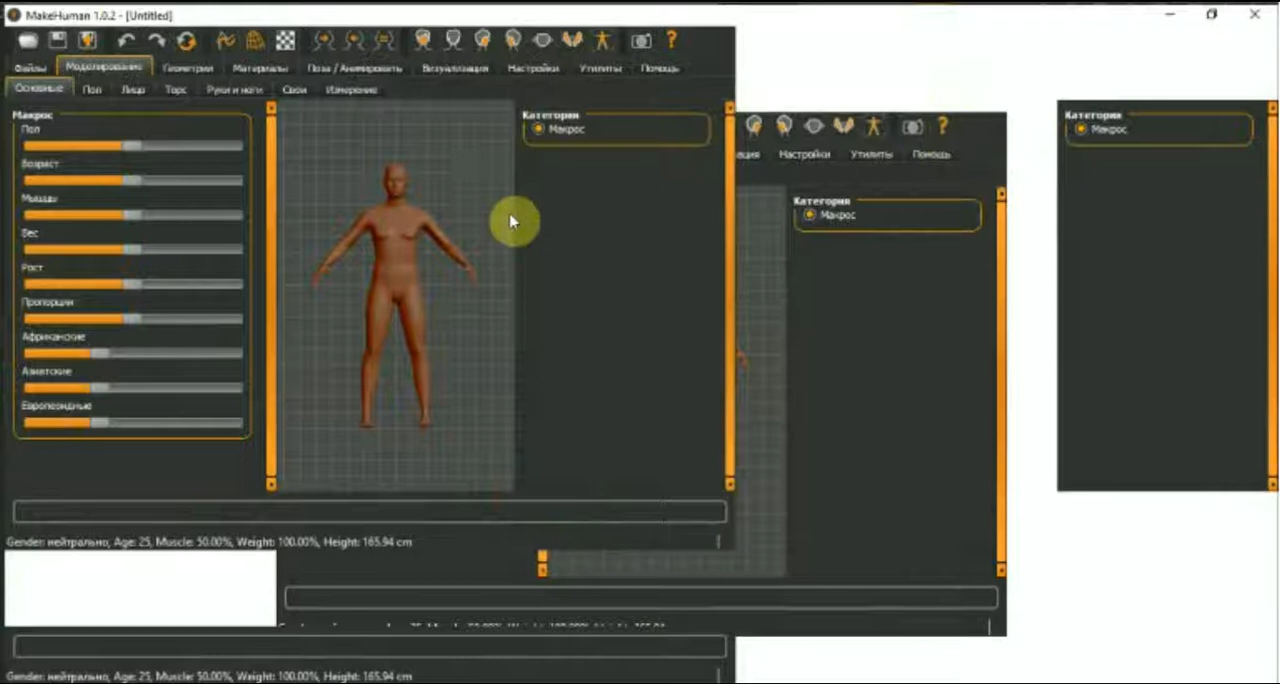 MakeHuman 1.0.2 - [Untitled]
Файлы Моделирование Геометрии Материалы Поза / Анимировать Визуализация Настройки Утилиты Помощь
Основные Пол Лицо Торс Руки и ноги Свои Измерение
Макрос
Пол
Возраст
Мышцы
Вес
Рост
Пропорции
Африканские
Азиатские
Европеоидные
Категория
Макрос
Настройки Утилиты Помощь
Категория
Макрос
Категория
Макрос
Gender: нейтрально, Age: 25, Muscle: 50.00%, Weight: 100.00%, Height: 165.94 cm
Gender: нейтрально, Age: 25, Muscle: 50.00%, Weight: 100.00%, Height: 165.94 cm